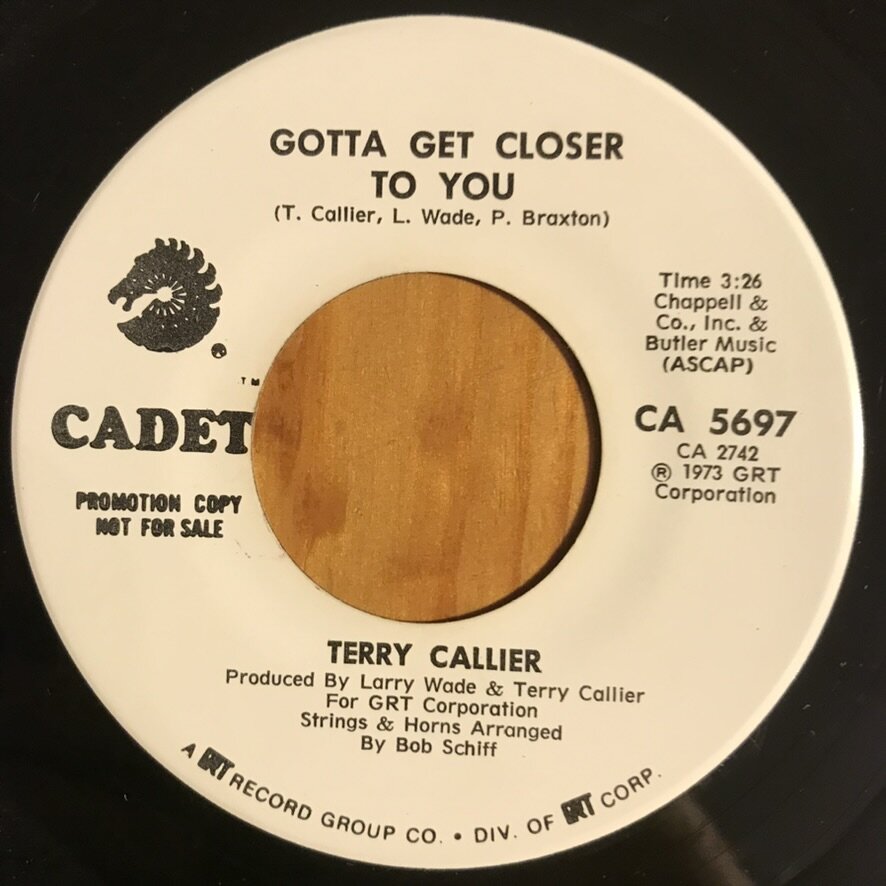 GOTTA GET CLOSER
TO YOU
(T. Callier, L. Wade, P. Braxton)
Time 3:26
Chappell &
Co., Inc. &
Butler Music
(ASCAP)
TM
CADET
CA 5697
CA 2742
Ⓡ 1973 GRT
Corporation
PROMOTION COPY
NOT FOR SALE
TERRY CALLIER
Produced By Larry Wade & Terry Callier
For GRT Corporation
Strings & Horns Arranged
By Bob Schiff
A GRT RECORD GROUP CO. • DIV. OF GRT CORP.